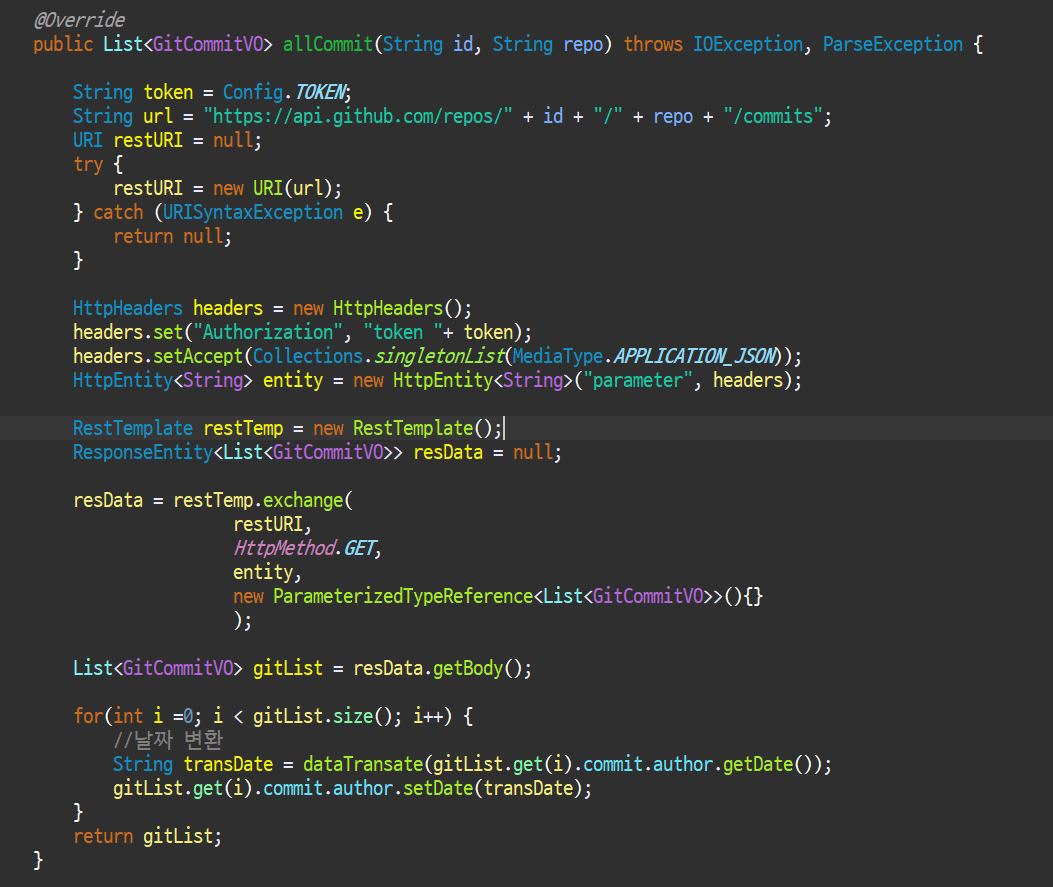 @Override
public List<GitCommitVO> allCommit(String id, String repo) throws IOException, ParseException {
String token = Config.TOKEN;
String url = "https://api.github.com/repos/" + id + "/" + repo + "/commits";
URI restURI = null;
try {
restURI = new URI(url);
} catch (URISyntaxException e) {
return null;
}
HttpHeaders headers = new HttpHeaders();
headers.set("Authorization", "token "+ token);
headers.setAccept(Collections.singletonList(MediaType.APPLICATION_JSON));
HttpEntity<String> entity = new HttpEntity<String>("parameter", headers);
RestTemplate restTemp = new RestTemplate();
ResponseEntity<List<GitCommitVO>> resData = null;
resData = restTemp.exchange(
restURI,
HttpMethod.GET,
entity,
new ParameterizedTypeReference<List<GitCommitVO>>(){}
);
List<GitCommitVO> gitList = resData.getBody();
for(int i =0; i < gitList.size(); i++) {
//날짜 변환
String transDate = dataTransate(gitList.get(i).commit.author.getDate());
gitList.get(i).commit.author.setDate(transDate);
}
return gitList;
}